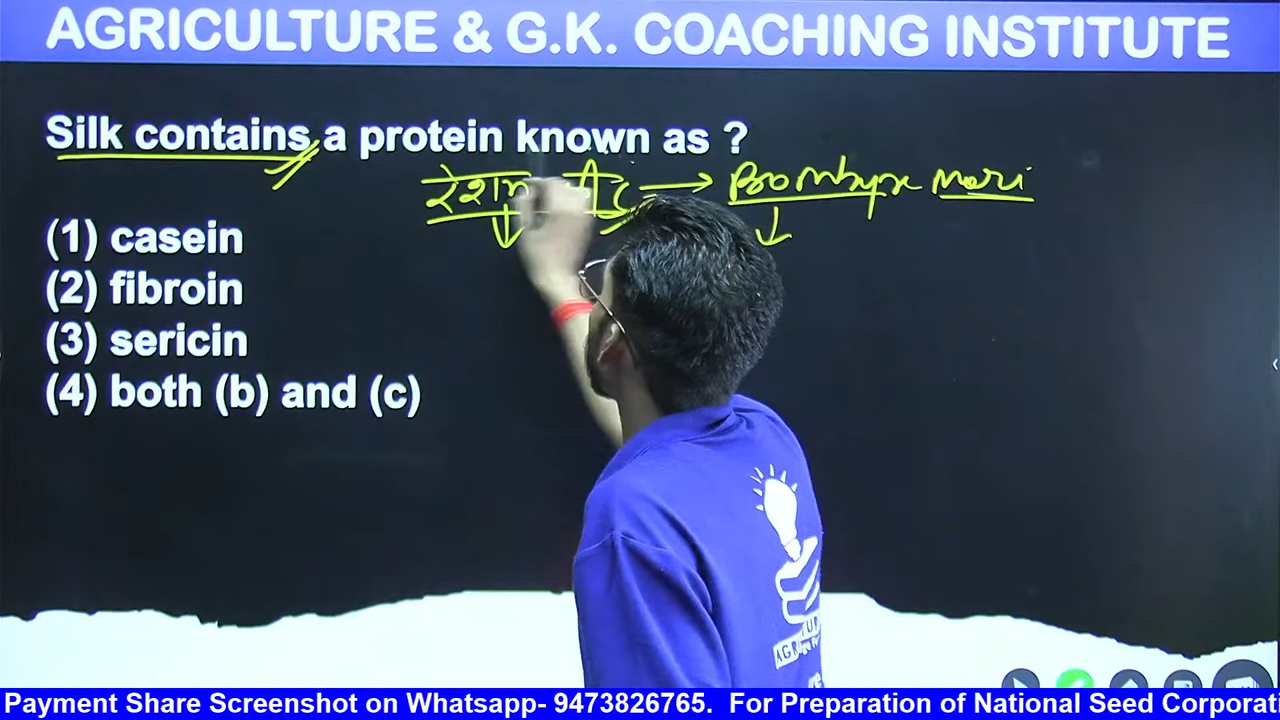 AGRICULTURE & G.K. COACHING INSTITUTE
Silk contains a protein known as ?
रेशम → Bombyx mori
(1) casein
(2) fibroin
(3) sericin
(4) both (b) and (c)
Payment Share Screenshot on Whatsapp- 9473826765. For Preparation of National Seed Corporati